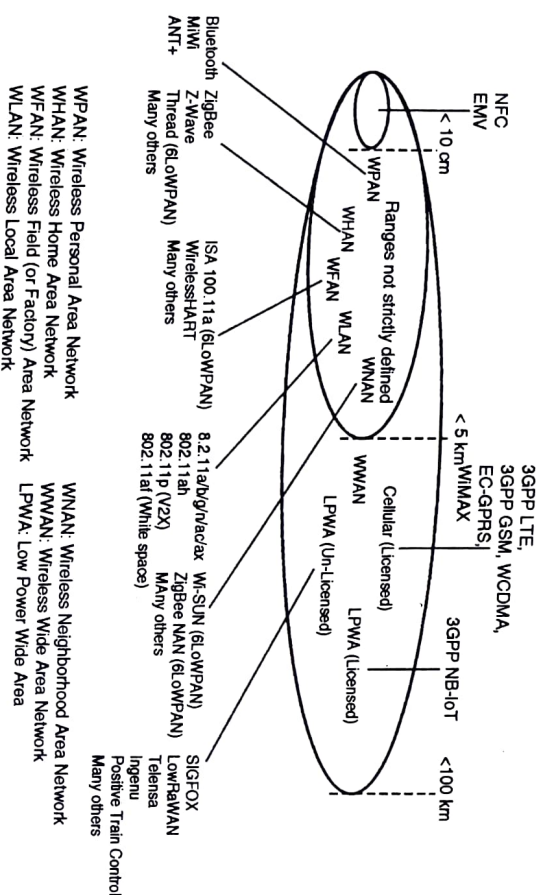 NFC
EMV
< 10 cm
3GPP LTE,
3GPP GSM, WCDMA,
EC-GPRS,
WiMAX
< 5 km
3GPP NB-IoT
<100 km
WPAN
Ranges not strictly defined
WHAN
WFAN
WLAN
WNAN
WWAN
Cellular (Licensed)
LPWA (Un-Licensed)
LPWA (Licensed)
Bluetooth
MiWi
ANT+
ZigBee
Z-Wave
Thread (6LoWPAN)
Many others
ISA 100.11a (6LoWPAN)
WirelessHART
Many others
8.2.11a/b/g/n/ac/ax
802.11ah
802.11p (V2X)
802.11af (White space)
Wi-SUN (6LoWPAN)
ZigBee NAN (6LoWPAN)
MAny others
SIGFOX
LowRaWAN
Telensa
Ingenu
Positive Train Control
Many others
WPAN: Wireless Personal Area Network
WHAN: Wireless Home Area Network
WFAN: Wireless Field (or Factory) Area Network
WLAN: Wireless Local Area Network
WNAN: Wireless Neighborhood Area Network
WWAN: Wireless Wide Area Network
LPWA: Low Power Wide Area